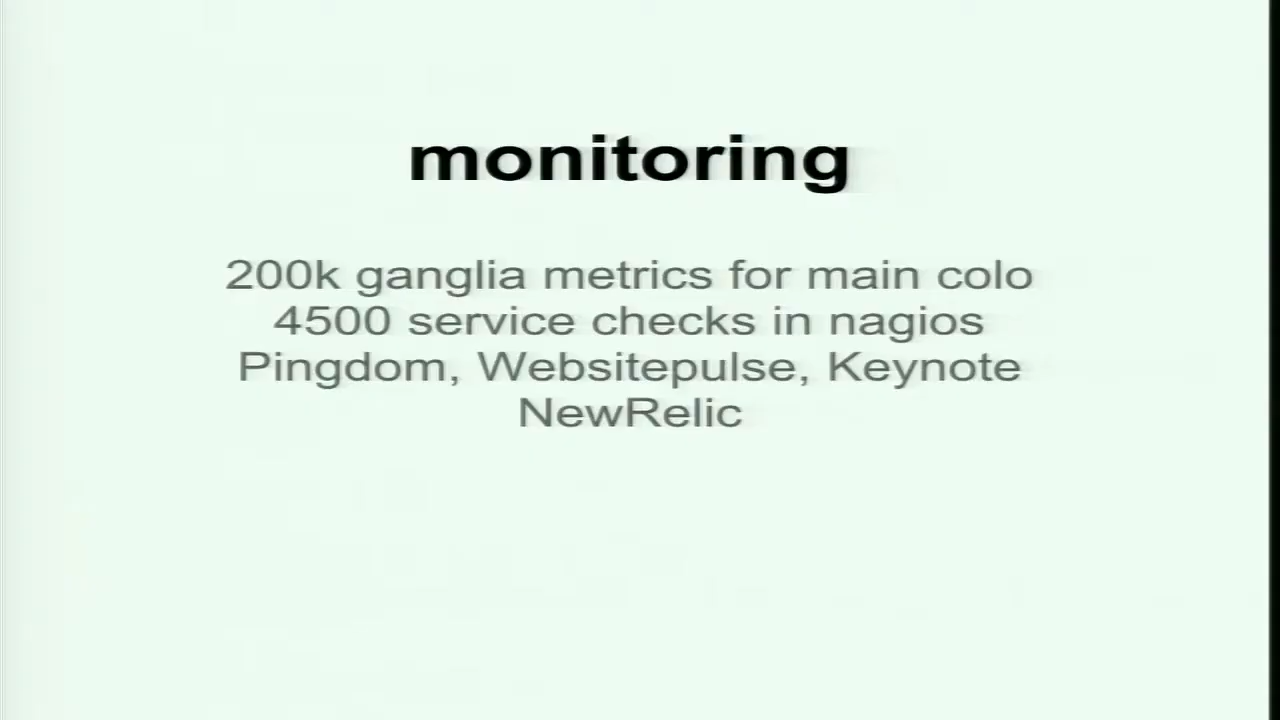 monitoring
200k ganglia metrics for main colo
4500 service checks in nagios
Pingdom, Websitepulse, Keynote
NewRelic